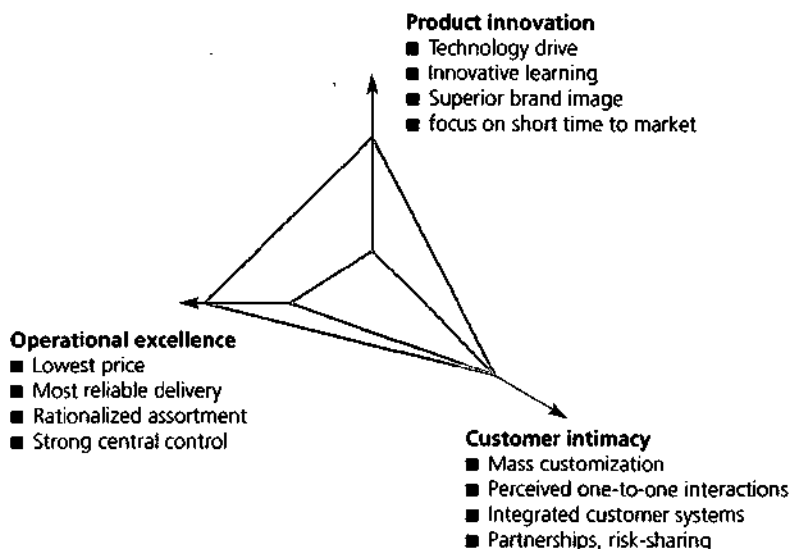 Product innovation
■ Technology drive
■ Innovative learning
■ Superior brand image
■ focus on short time to market
Operational excellence
■ Lowest price
■ Most reliable delivery
■ Rationalized assortment
■ Strong central control
Customer intimacy
■ Mass customization
■ Perceived one-to-one interactions
■ Integrated customer systems
■ Partnerships, risk-sharing